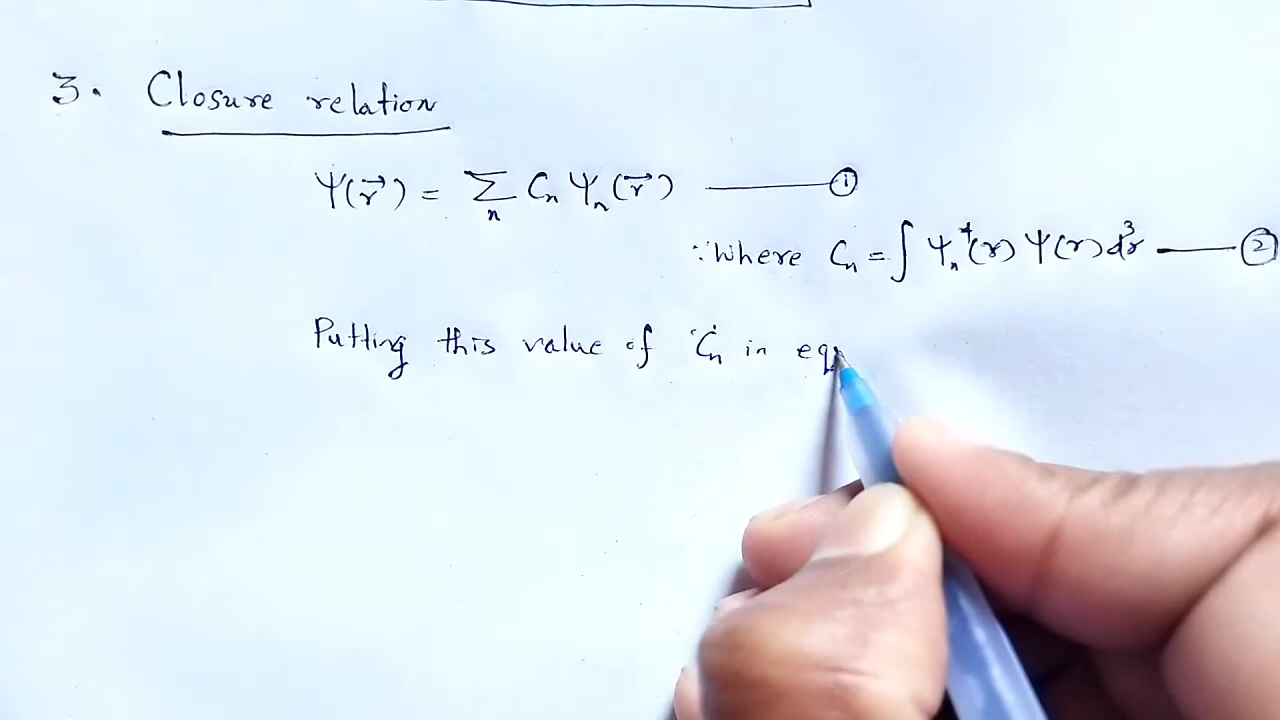 3. Closure relation
Ψ(r⃗) = Σₙ Cₙ Ψₙ(r⃗) ——— ①
∵Where Cₙ = ∫ Ψₙ*(r) Ψ(r) d³r ——— ②
Putting this value of 'Cₙ' in eq